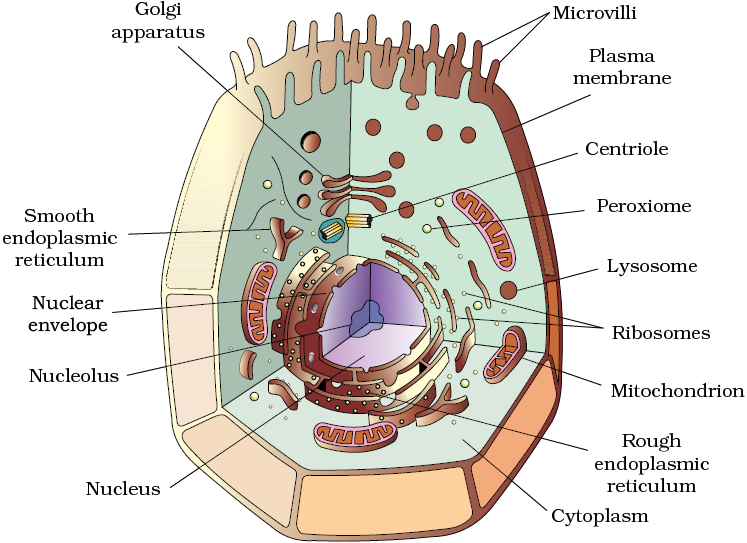 Golgi
apparatus
Microvilli
Plasma
membrane
Centriole
Peroxiome
Lysosome
Ribosomes
Mitochondrion
Rough
endoplasmic
reticulum
Cytoplasm
Smooth
endoplasmic
reticulum
Nuclear
envelope
Nucleolus
Nucleus